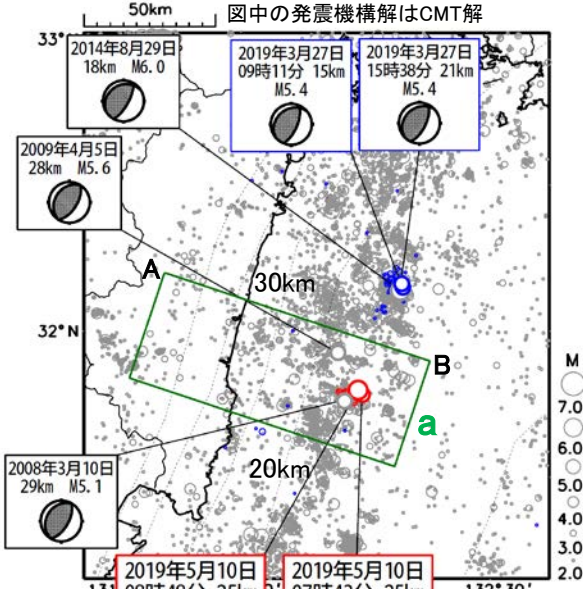 50km
図中の発震機構解はCMT解
33°
2014年8月29日
18km M6.0
2019年3月27日
09時11分 15km
M5.4
2019年3月27日
15時38分 21km
M5.4
2009年4月5日
28km M5.6
A
30km
32°N
B
a
M
7.0
6.0
5.0
4.0
3.0
2.0
20km
2008年3月10日
29km M5.1
2019年5月10日
2019年5月10日